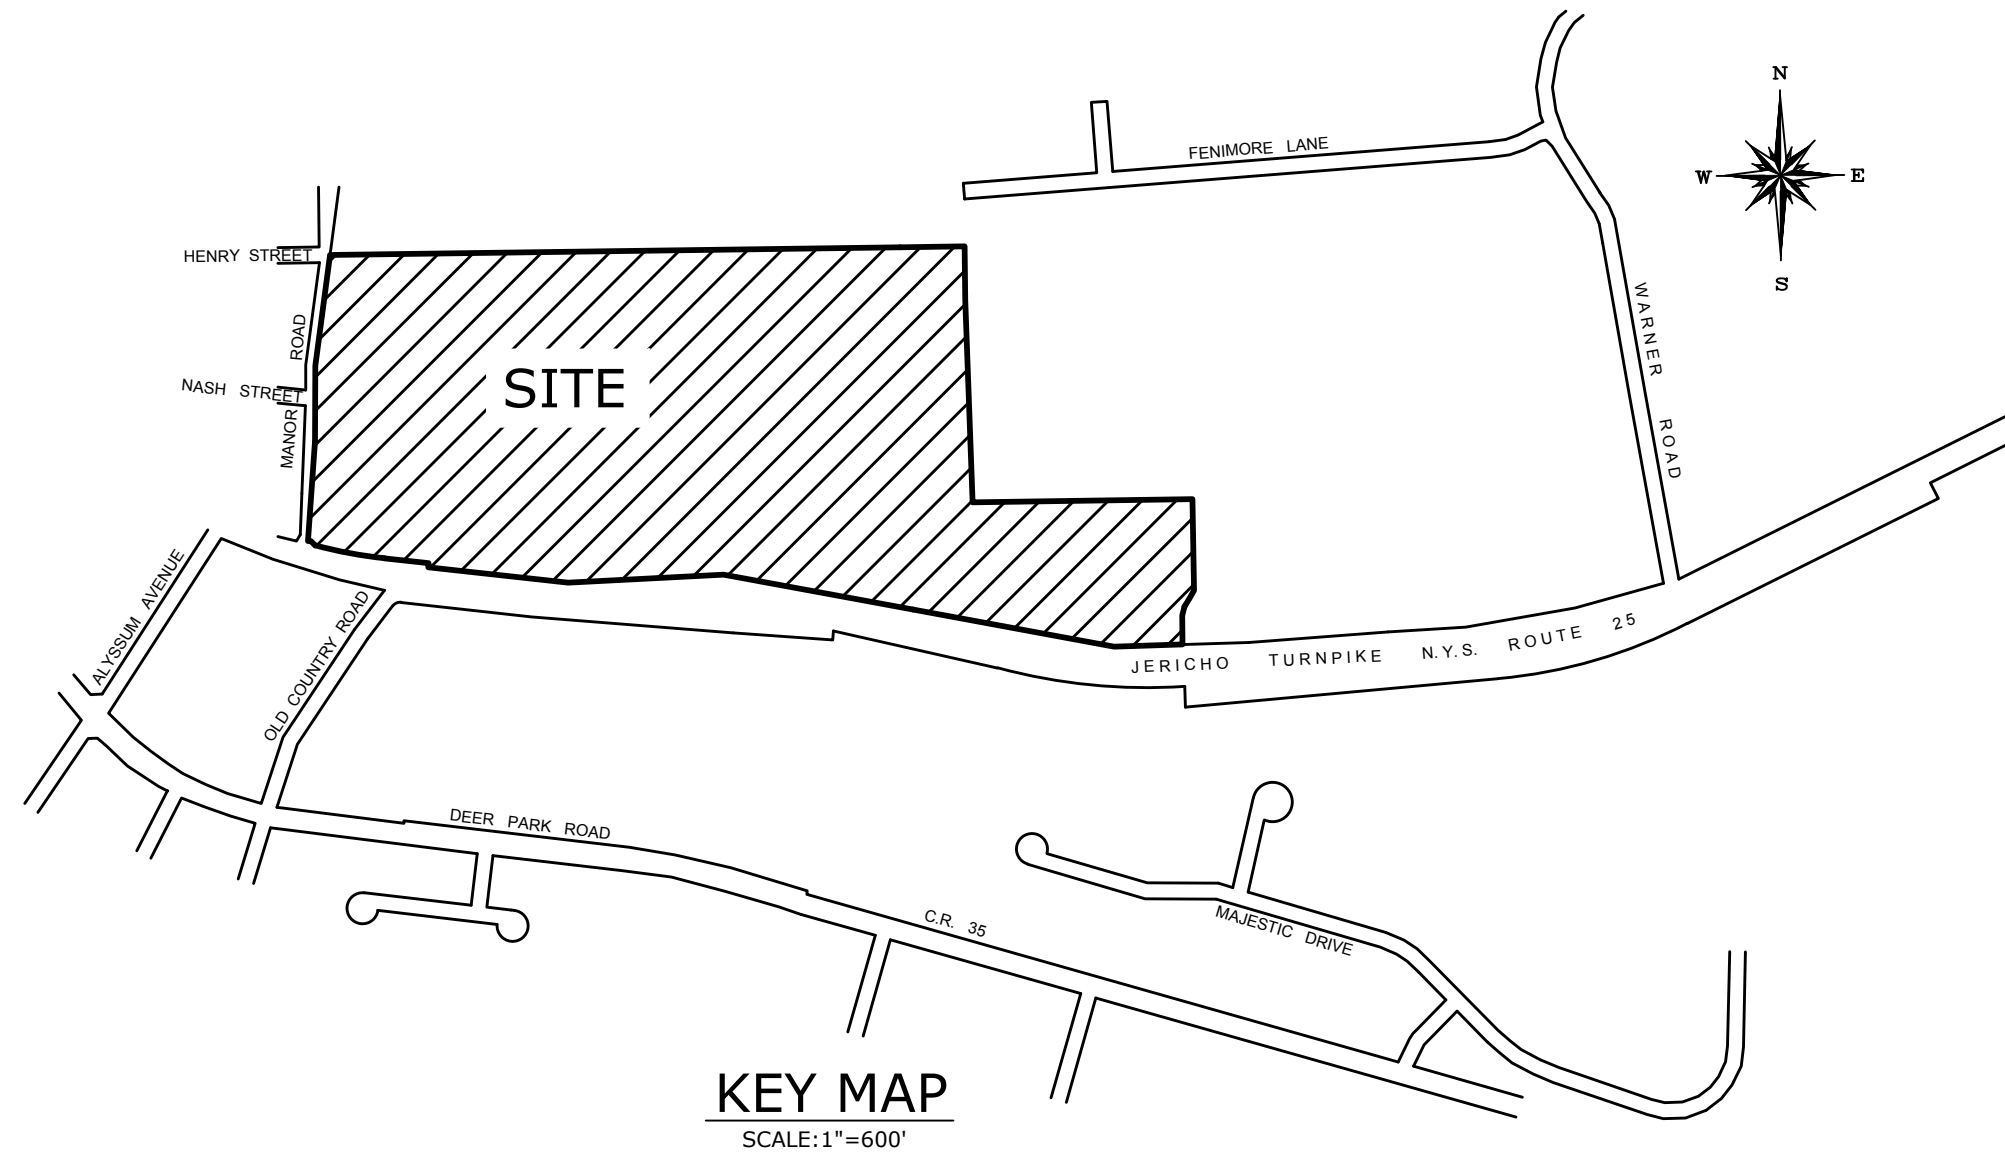 N
W E
S
FENIMORE LANE
HENRY STREET
WARNER ROAD
MANOR ROAD
SITE
NASH STREET
ALYSSUM AVENUE
OLD COUNTRY ROAD
JERICHO TURNPIKE N.Y.S. ROUTE 25
DEER PARK ROAD
C.R. 35
MAJESTIC DRIVE
KEY MAP
SCALE:1"=600'